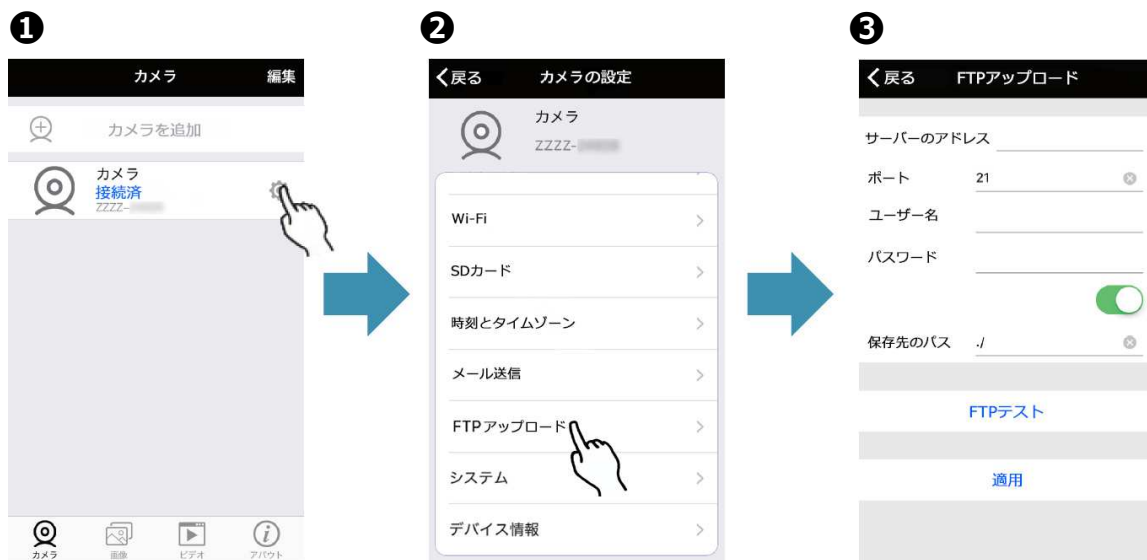 ❶
カメラ 編集
カメラを追加
カメラ
接続済
ZZZZ-
カメラ 画像 ビデオ アバウト
❷
戻る カメラの設定
カメラ
ZZZZ-
Wi-Fi
SDカード
時刻とタイムゾーン
メール送信
FTPアップロード
システム
デバイス情報
❸
戻る FTPアップロード
サーバーのアドレス
ポート 21
ユーザー名
パスワード
保存先のパス ./
FTPテスト
適用